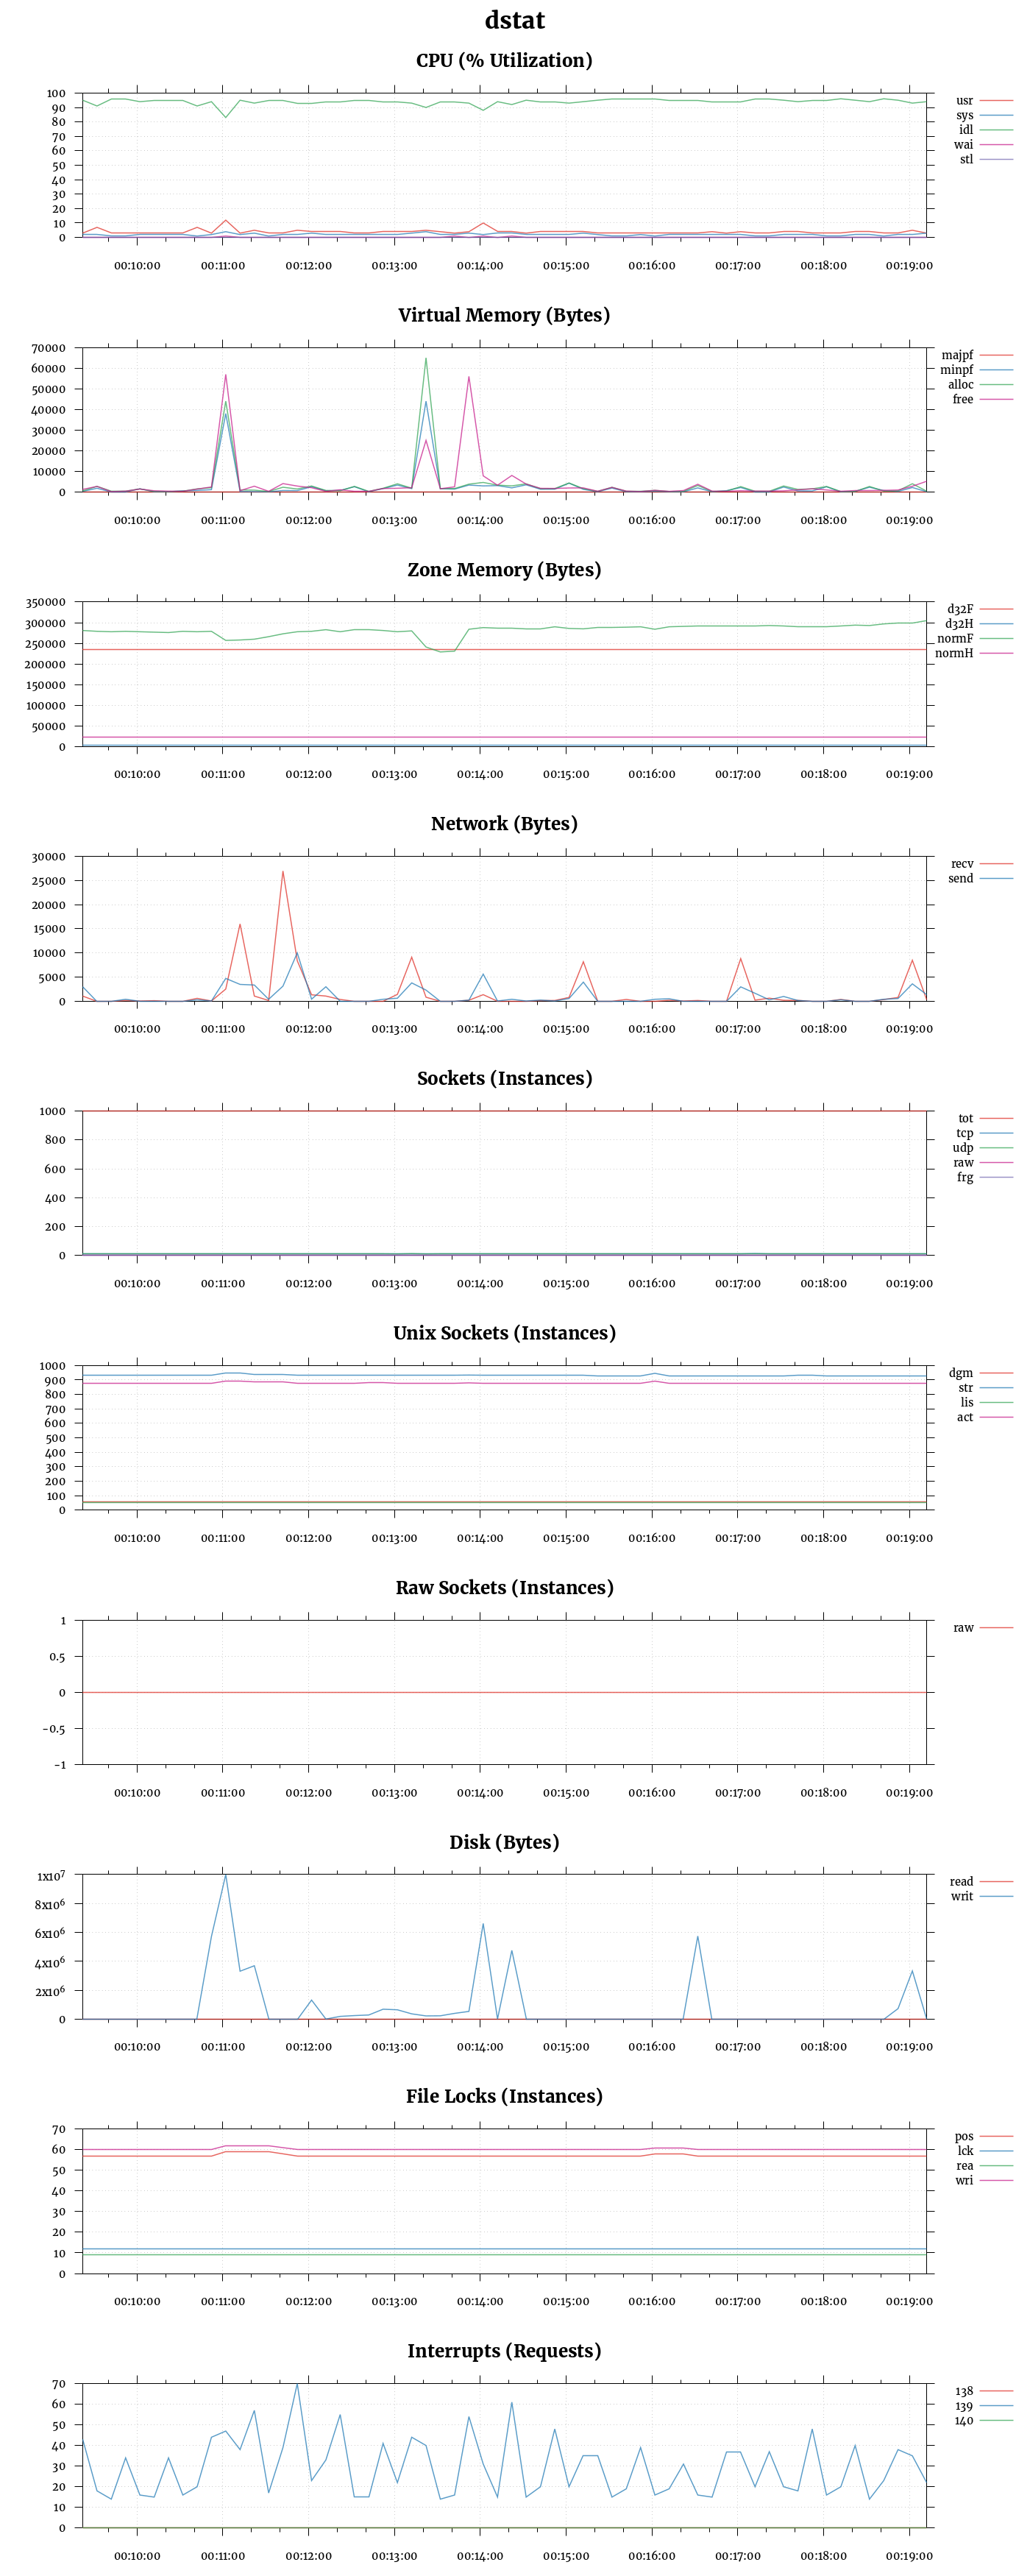 dstat
CPU (% Utilization)
100
90
80
70
60
50
40
30
20
10
0
00:10:00 00:11:00 00:12:00 00:13:00 00:14:00 00:15:00 00:16:00 00:17:00 00:18:00 00:19:00
usr
sys
idl
wai
stl
Virtual Memory (Bytes)
70000
60000
50000
40000
30000
20000
10000
0
00:10:00 00:11:00 00:12:00 00:13:00 00:14:00 00:15:00 00:16:00 00:17:00 00:18:00 00:19:00
majpf
minpf
alloc
free
Zone Memory (Bytes)
350000
300000
250000
200000
150000
100000
50000
0
00:10:00 00:11:00 00:12:00 00:13:00 00:14:00 00:15:00 00:16:00 00:17:00 00:18:00 00:19:00
d32F
d32H
normF
normH
Network (Bytes)
30000
25000
20000
15000
10000
5000
0
00:10:00 00:11:00 00:12:00 00:13:00 00:14:00 00:15:00 00:16:00 00:17:00 00:18:00 00:19:00
recv
send
Sockets (Instances)
1000
800
600
400
200
0
00:10:00 00:11:00 00:12:00 00:13:00 00:14:00 00:15:00 00:16:00 00:17:00 00:18:00 00:19:00
tot
tcp
udp
raw
frg
Unix Sockets (Instances)
1000
900
800
700
600
500
400
300
200
100
0
00:10:00 00:11:00 00:12:00 00:13:00 00:14:00 00:15:00 00:16:00 00:17:00 00:18:00 00:19:00
dgm
str
lis
act
Raw Sockets (Instances)
1
0.5
0
-0.5
-1
00:10:00 00:11:00 00:12:00 00:13:00 00:14:00 00:15:00 00:16:00 00:17:00 00:18:00 00:19:00
raw
Disk (Bytes)
1x10⁷
8x10⁶
6x10⁶
4x10⁶
2x10⁶
0
00:10:00 00:11:00 00:12:00 00:13:00 00:14:00 00:15:00 00:16:00 00:17:00 00:18:00 00:19:00
read
writ
File Locks (Instances)
70
60
50
40
30
20
10
0
00:10:00 00:11:00 00:12:00 00:13:00 00:14:00 00:15:00 00:16:00 00:17:00 00:18:00 00:19:00
pos
lck
rea
wri
Interrupts (Requests)
70
60
50
40
30
20
10
0
00:10:00 00:11:00 00:12:00 00:13:00 00:14:00 00:15:00 00:16:00 00:17:00 00:18:00 00:19:00
138
139
140